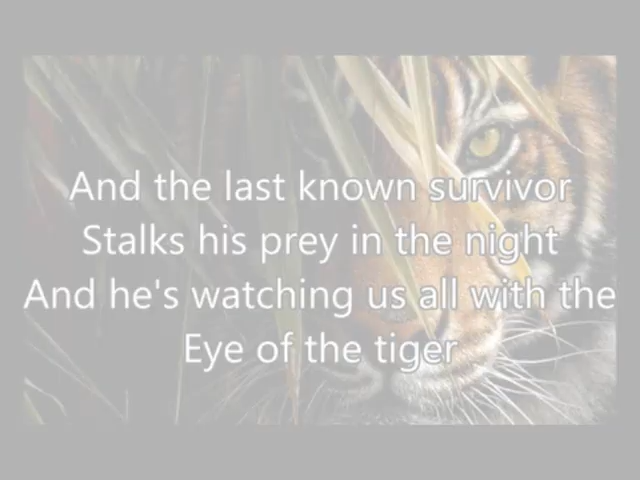 And the last known survivor
Stalks his prey in the night
And he's watching us all with the
Eye of the tiger